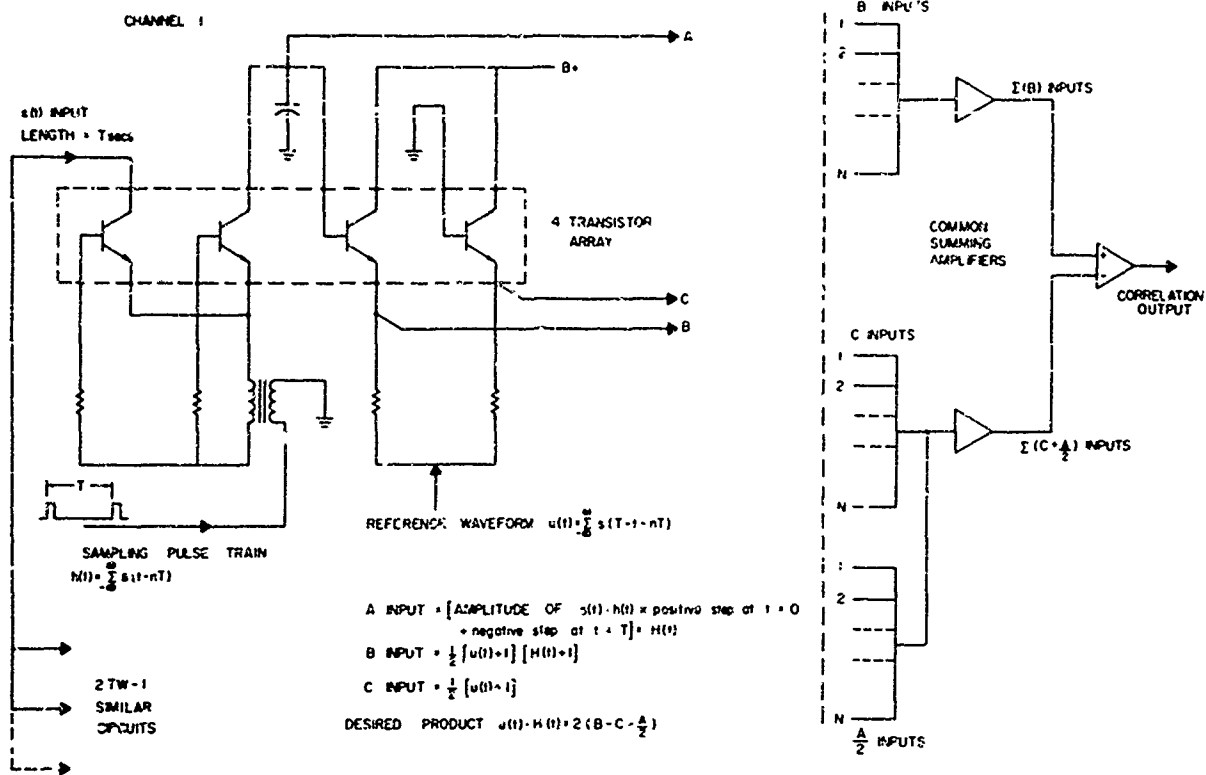 CHANNEL 1
A
B+
s(t) INPUT
LENGTH = T secs
4 TRANSISTOR
ARRAY
C
B
T
SAMPLING PULSE TRAIN
REFERENCE WAVEFORM u(t)=∑ s(T-t-nT)
∞
-∞
A INPUT = [AMPLITUDE OF s(t)·h(t) × positive step at t = 0
+ negative step at t = T] = H(t)
B INPUT = 1/2 [u(t)+1] [H(t)+1]
C INPUT = 1/2 [u(t)+1]
DESIRED PRODUCT u(t)·H(t)=2(B-C-A/2)
2TW-1
SIMILAR
CIRCUITS
B INPUTS
1
2
N
Σ(B) INPUTS
COMMON
SUMMING
AMPLIFIERS
+
-
CORRELATION
OUTPUT
C INPUTS
1
2
N
Σ(C+A/2) INPUTS
1
2
N
A/2 INPUTS